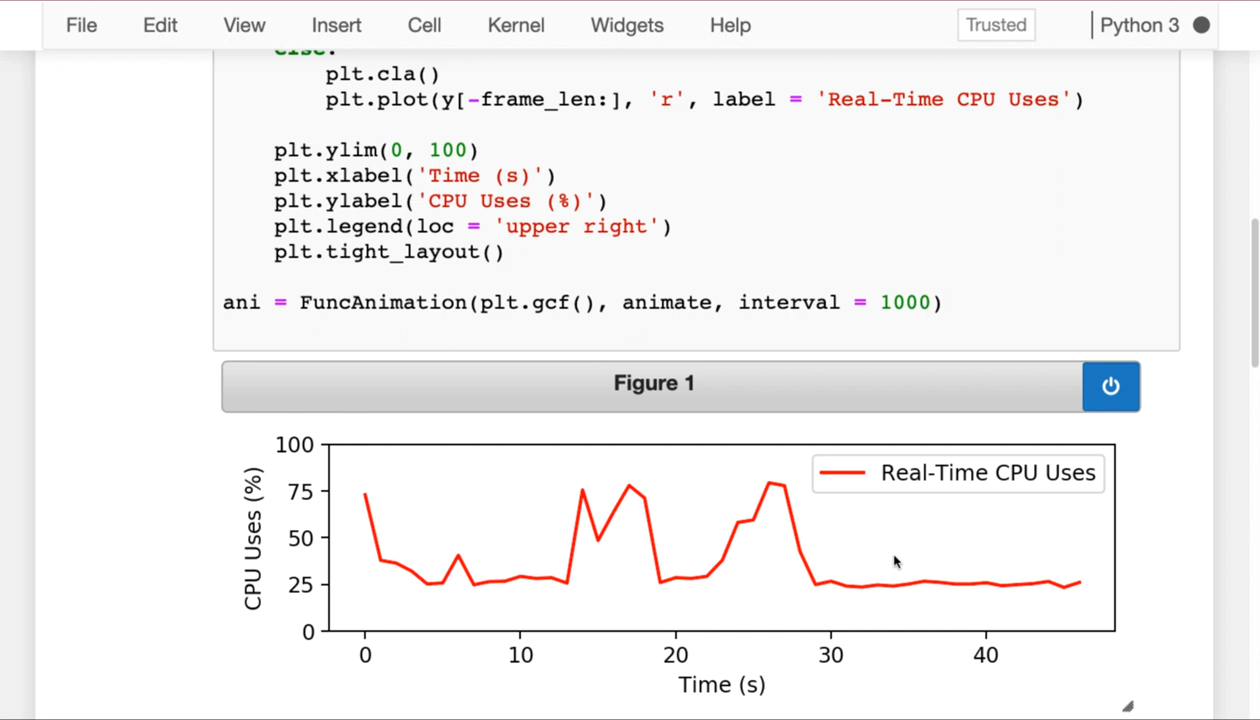 File Edit View Insert Cell Kernel Widgets Help Trusted Python 3
else:
plt.cla()
plt.plot(y[-frame_len:], 'r', label = 'Real-Time CPU Uses')
plt.ylim(0, 100)
plt.xlabel('Time (s)')
plt.ylabel('CPU Uses (%)')
plt.legend(loc = 'upper right')
plt.tight_layout()
ani = FuncAnimation(plt.gcf(), animate, interval = 1000)
Figure 1
CPU Uses (%)
100
75
50
25
0
Real-Time CPU Uses
0 10 20 30 40
Time (s)